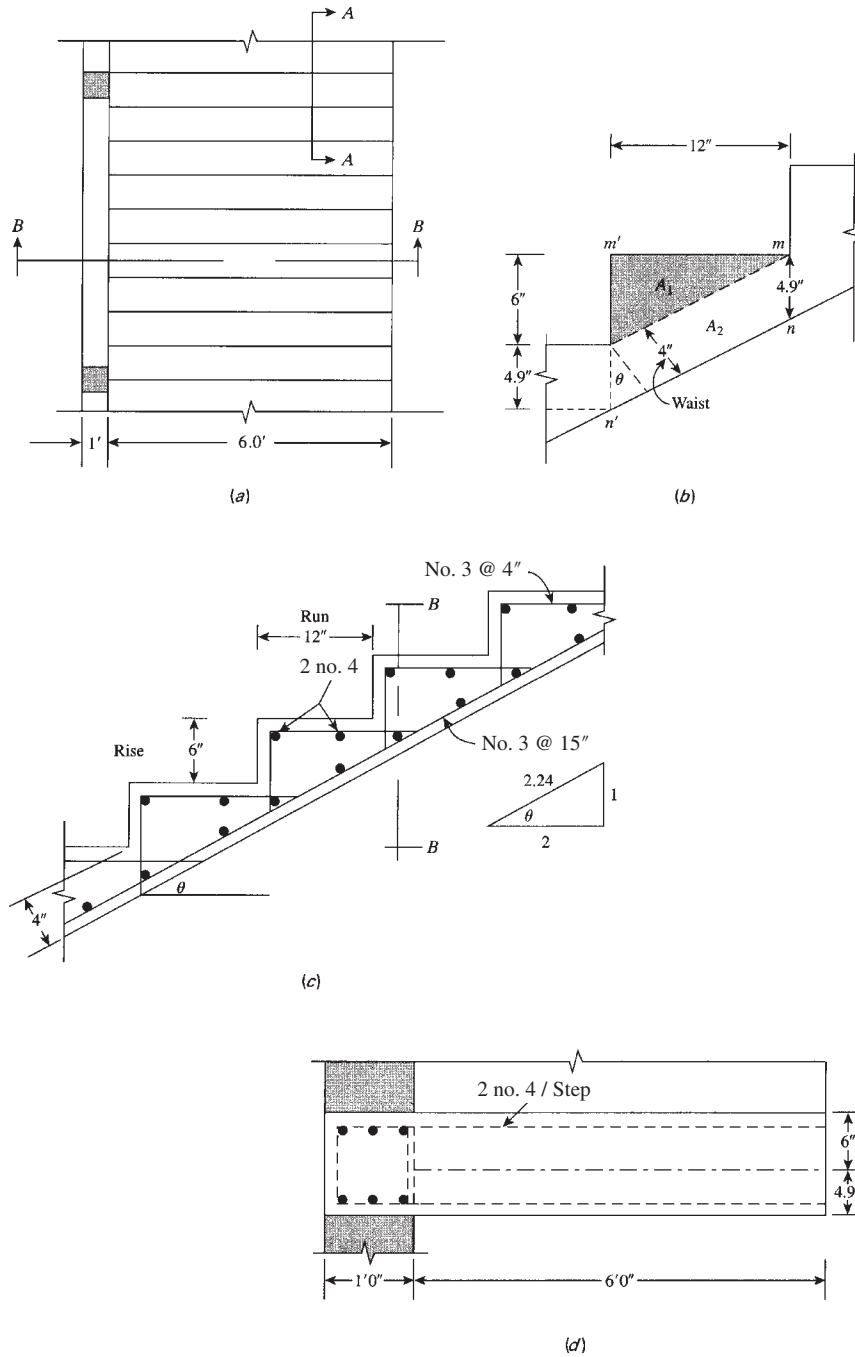 A
A
B
B
1′
6.0′
(a)
12″
m′
m
A₁
6″
4.9″
A₂
n
4″
4.9″
θ
Waist
n′
(b)
No. 3 @ 4″
B
Run
12″
2 no. 4
6″
Rise
No. 3 @ 15″
2.24
1
θ
2
B
θ
4″
(c)
2 no. 4 / Step
6″
4.9
1′0″
6′0″
(d)